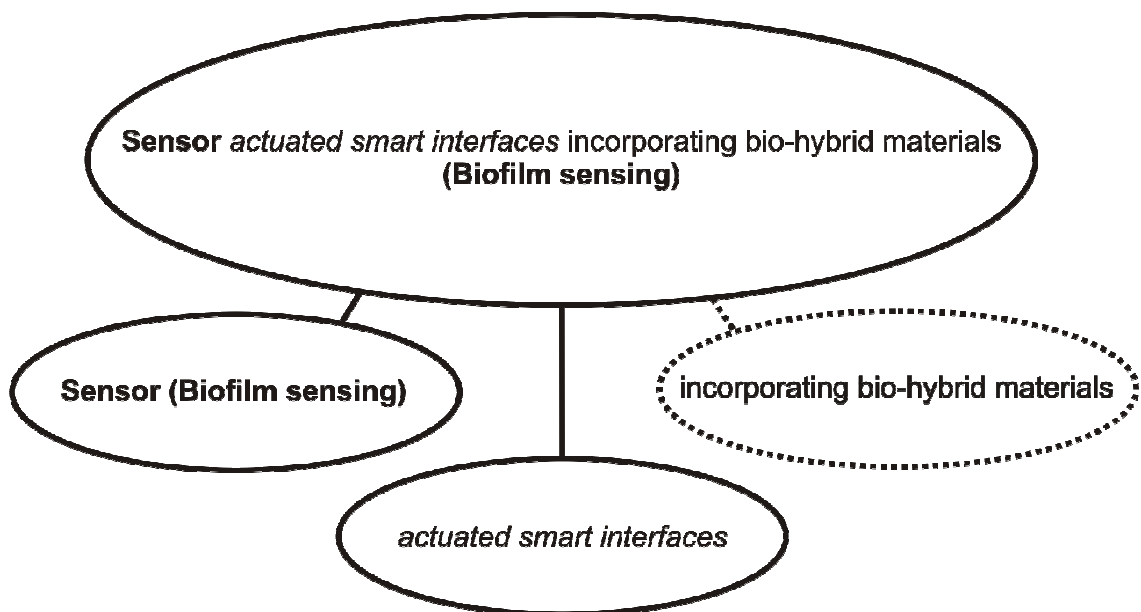 Sensor actuated smart interfaces incorporating bio-hybrid materials
(Biofilm sensing)
Sensor (Biofilm sensing)
incorporating bio-hybrid materials
actuated smart interfaces